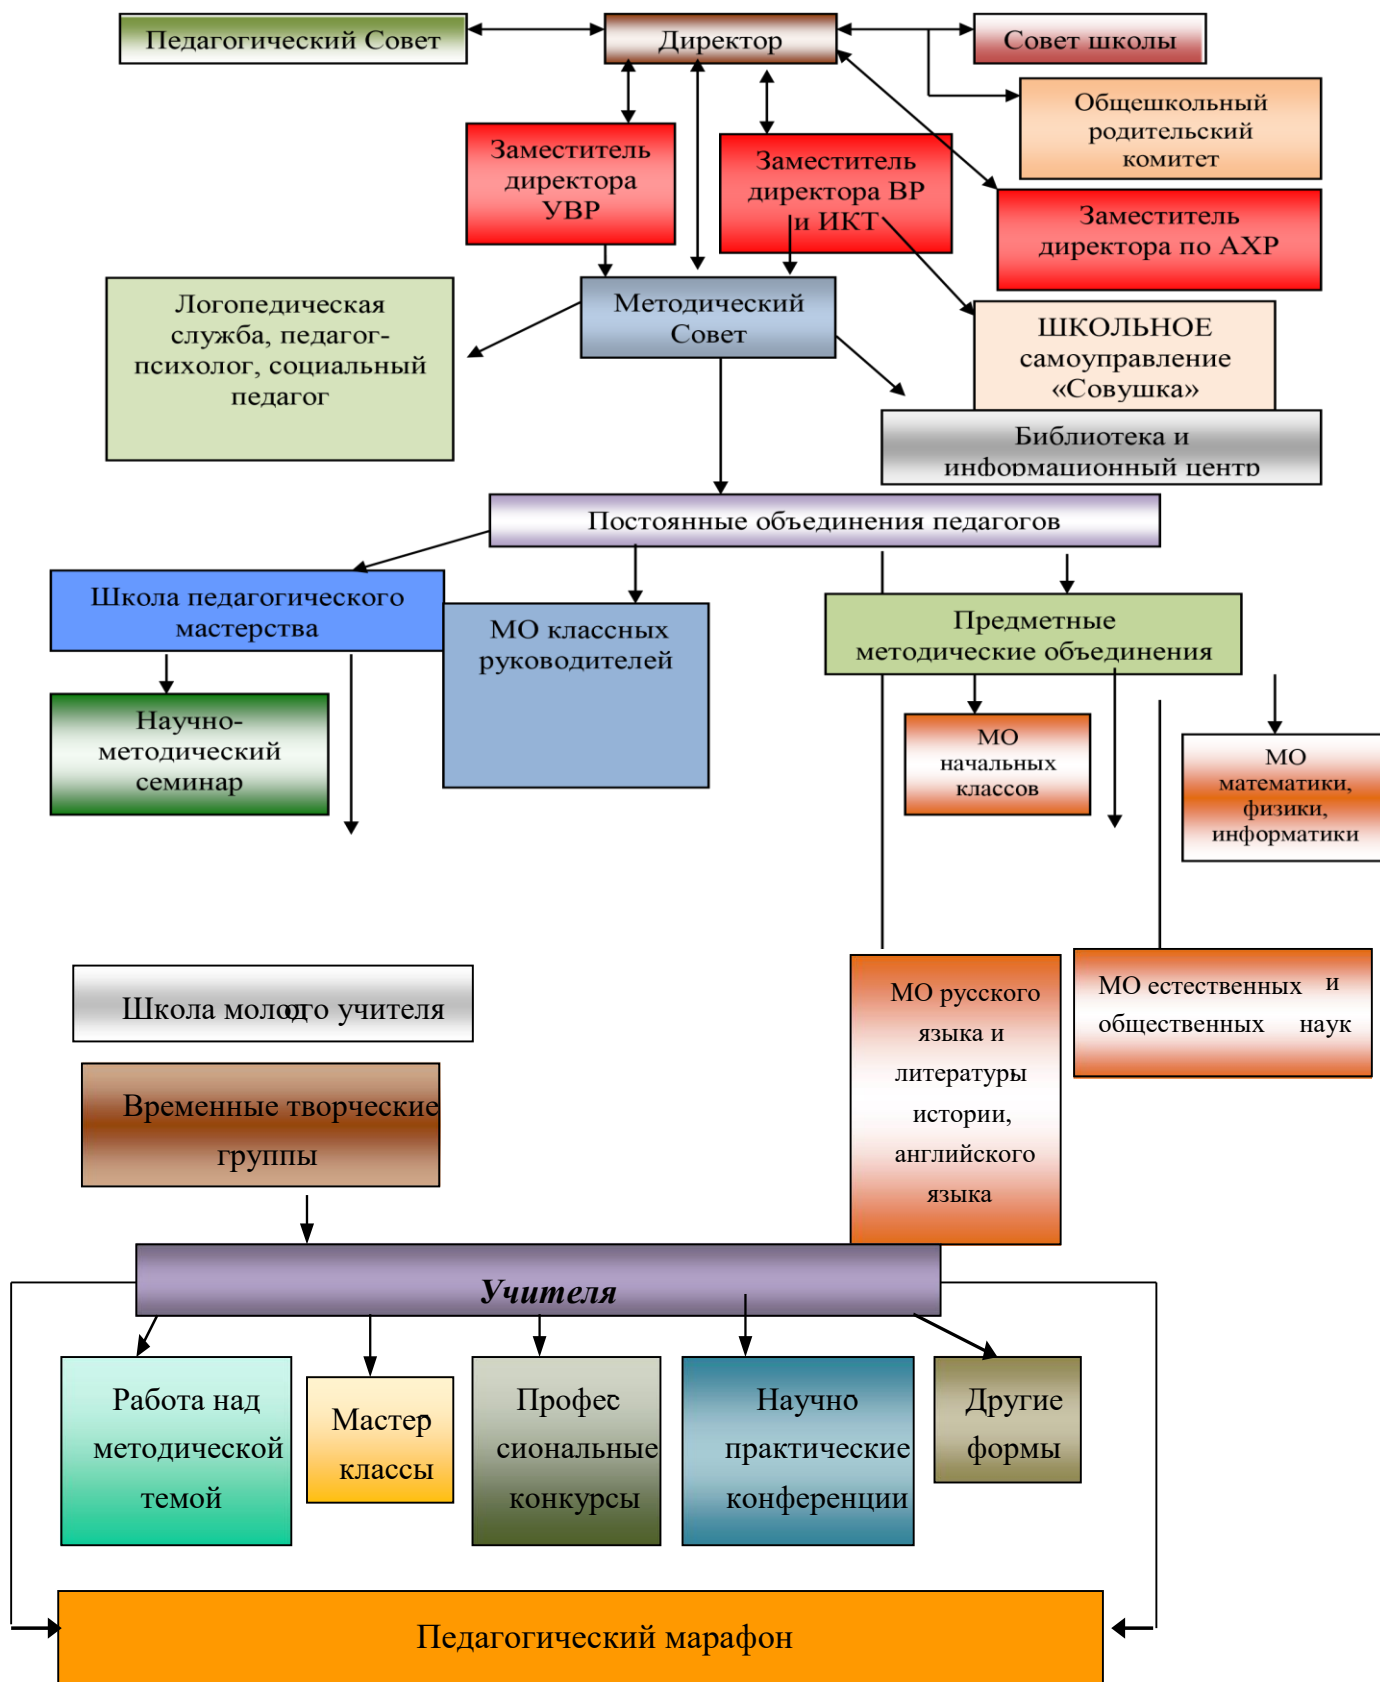 Педагогический Совет
Директор
Совет школы
Общешкольный
родительский
комитет
Заместитель
директора
УВР
Заместитель
директора ВР
и ИКТ
Заместитель
директора по АХР
Логопедическая
служба, педагог-
психолог, социальный
педагог
Методический
Совет
ШКОЛЬНОЕ
самоуправление
«Совушка»
Библиотека и
информационный центр
Постоянные объединения педагогов
Школа педагогического
мастерства
МО классных
руководителей
Предметные
методические объединения
Научно-
методический
семинар
МО
начальных
классов
МО
математики,
физики,
информатики
Школа молодого учителя
МО русского
языка и
литературы
истории,
английского
языка
МО естественных и
общественных наук
Временные творческие
группы
Учителя
Работа над
методической
темой
Мастер-
классы
Профес-
сиональные
конкурсы
Научно-
практические
конференции
Другие
формы
Педагогический марафон